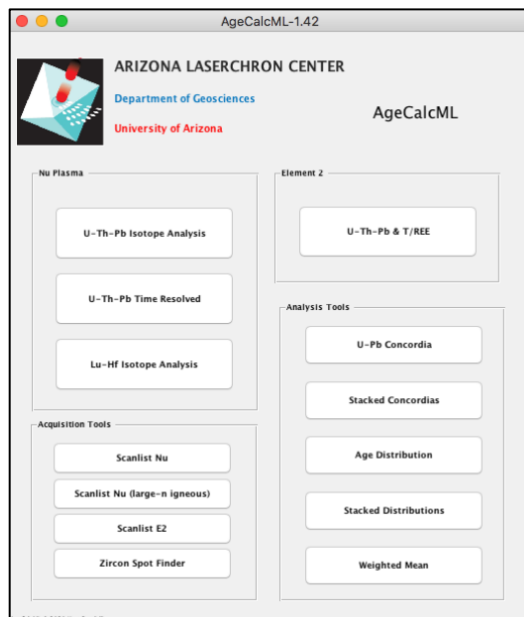 AgeCalcML-1.42
ARIZONA LASERCHRON CENTER
Department of Geosciences
University of Arizona
AgeCalcML
Nu Plasma
U-Th-Pb Isotope Analysis
U-Th-Pb Time Resolved
Lu-Hf Isotope Analysis
Acquisition Tools
Scanlist Nu
Scanlist Nu (large-n igneous)
Scanlist E2
Zircon Spot Finder
Element 2
U-Th-Pb & T/REE
Analysis Tools
U-Pb Concordia
Stacked Concordias
Age Distribution
Stacked Distributions
Weighted Mean